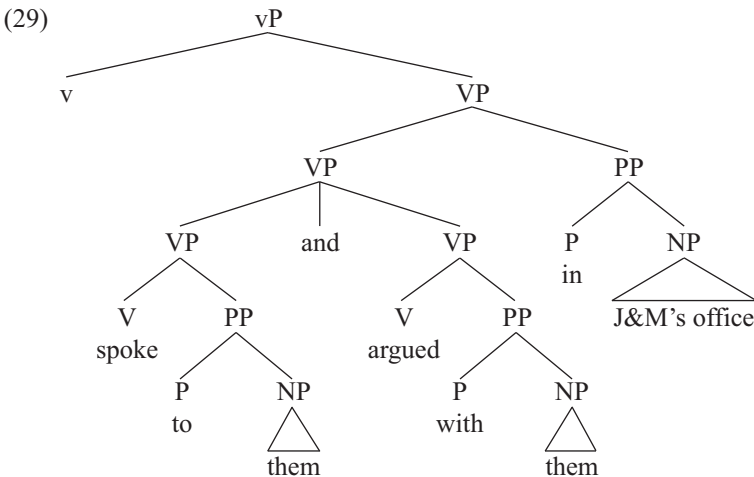 (29) vP
v VP
VP PP
VP and VP P NP
in
V PP V PP J&M's office
spoke argued
P NP P NP
to with
them them